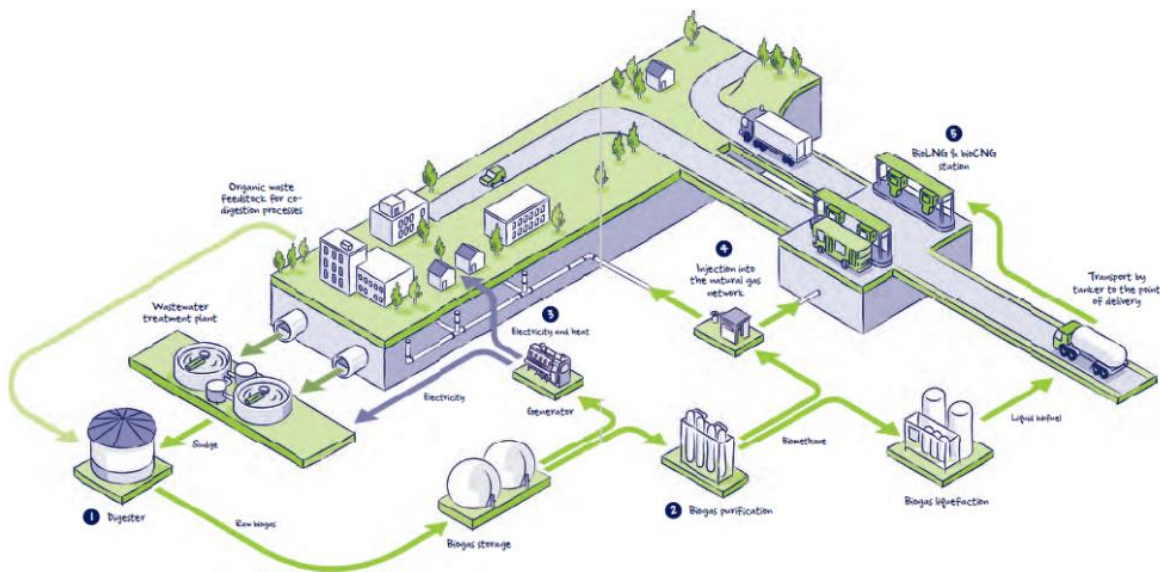 5
BioLNG & bioCNG
station
Organic waste
feedstock for co-
digestion processes
4
Injection into
the natural gas
network
Transport by
tanker to the point
of delivery
Wastewater
treatment plant
3
Electricity and heat
Electricity
Generator
Sludge
Biomethane
Liquid biofuel
Biogas liquefaction
1 Digester
Raw biogas
Biogas storage
2 Biogas purification